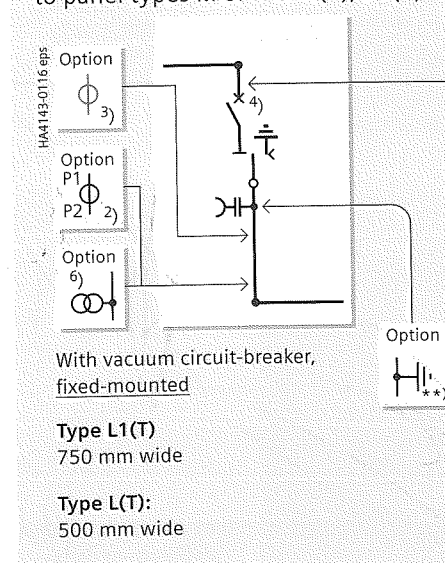 to panel types
HA4143-0116 eps
Option
3)
Option
P1
P2 2)
Option
6)
4)
Option
**)
With vacuum circuit-breaker,
fixed-mounted
Type L1(T)
750 mm wide
Type L(T):
500 mm wide